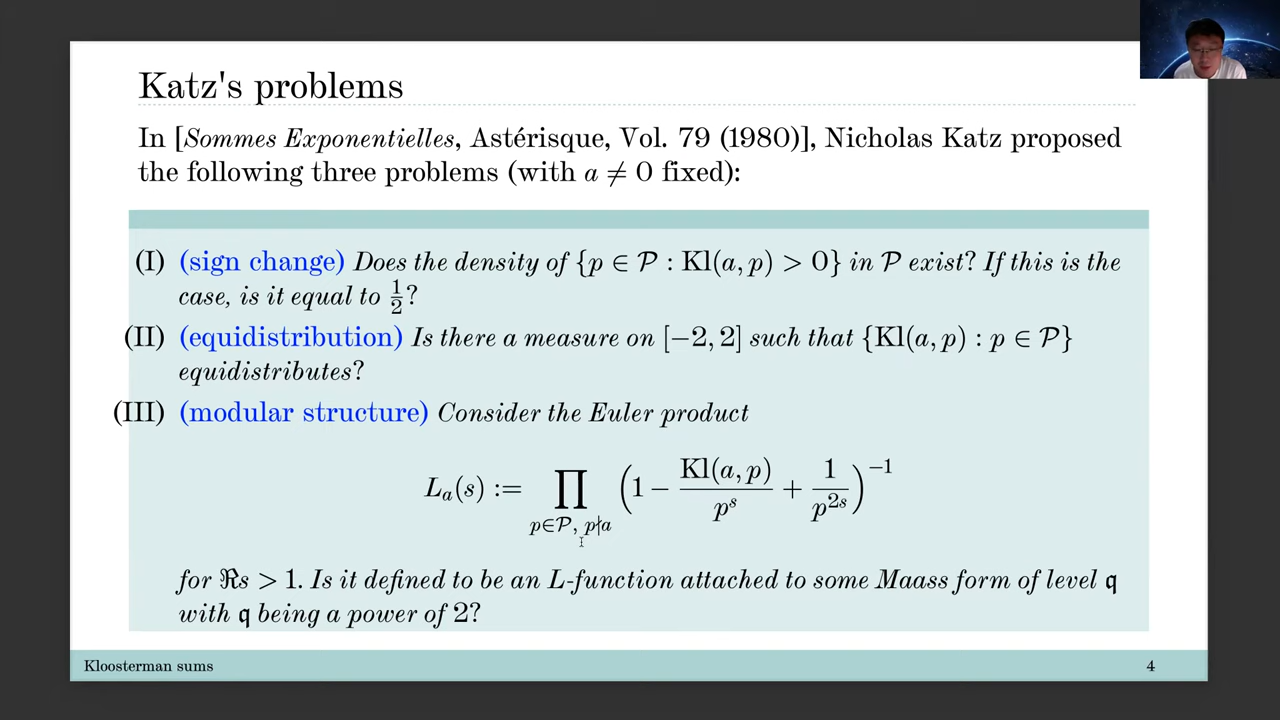 Katz's problems
In [Sommes Exponentielles, Astérisque, Vol. 79 (1980)], Nicholas Katz proposed
the following three problems (with a ≠ 0 fixed):
(I) (sign change) Does the density of {p ∈ 𝒫 : Kl(a, p) > 0} in 𝒫 exist? If this is the
case, is it equal to 1/2?
(II) (equidistribution) Is there a measure on [−2, 2] such that {Kl(a, p) : p ∈ 𝒫}
equidistributes?
(III) (modular structure) Consider the Euler product
L_a(s) := ∏_{p∈𝒫, p∤a} (1 − Kl(a, p)/p^s + 1/p^{2s})^{−1}
for ℜs > 1. Is it defined to be an L-function attached to some Maass form of level 𝔮
with 𝔮 being a power of 2?
Kloosterman sums 4